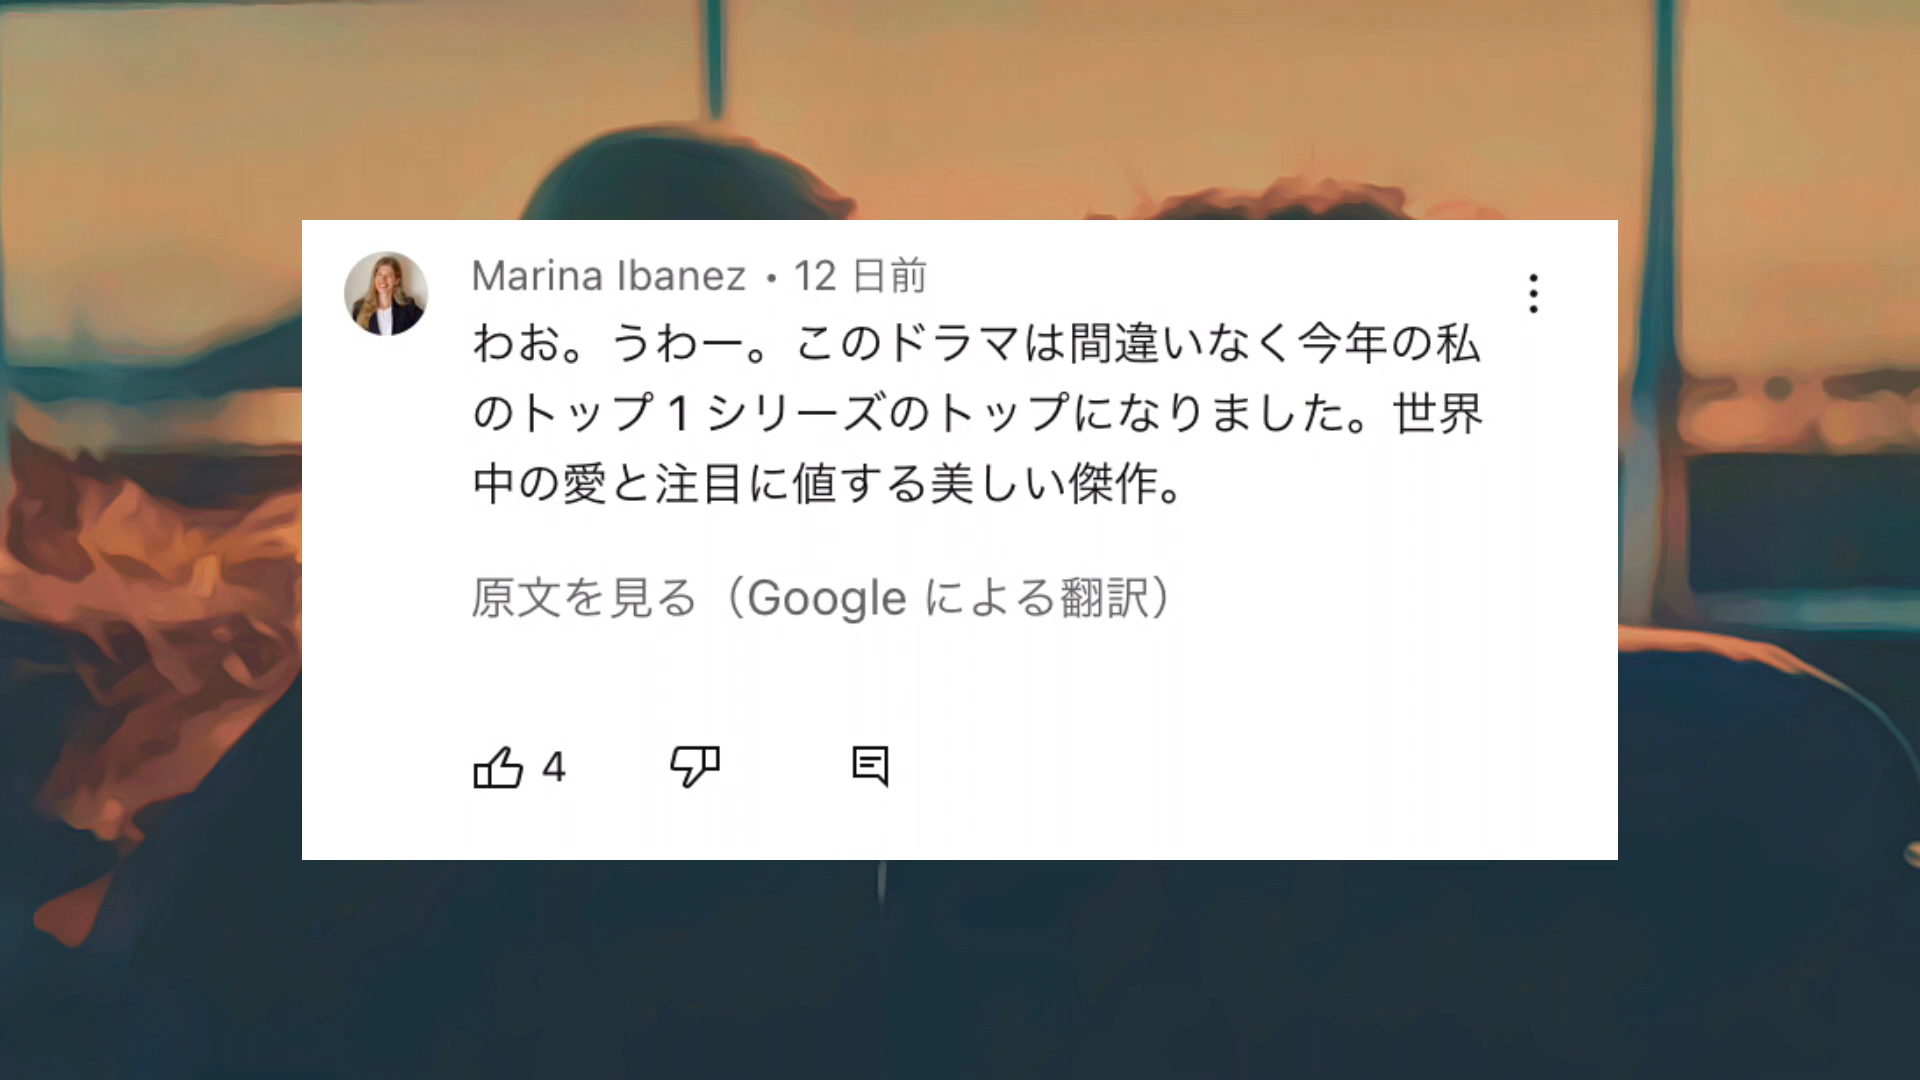 Marina Ibanez • 12 日前
わお。うわー。このドラマは間違いなく今年の私
のトップ 1 シリーズのトップになりました。世界
中の愛と注目に値する美しい傑作。
原文を見る（Google による翻訳）
4